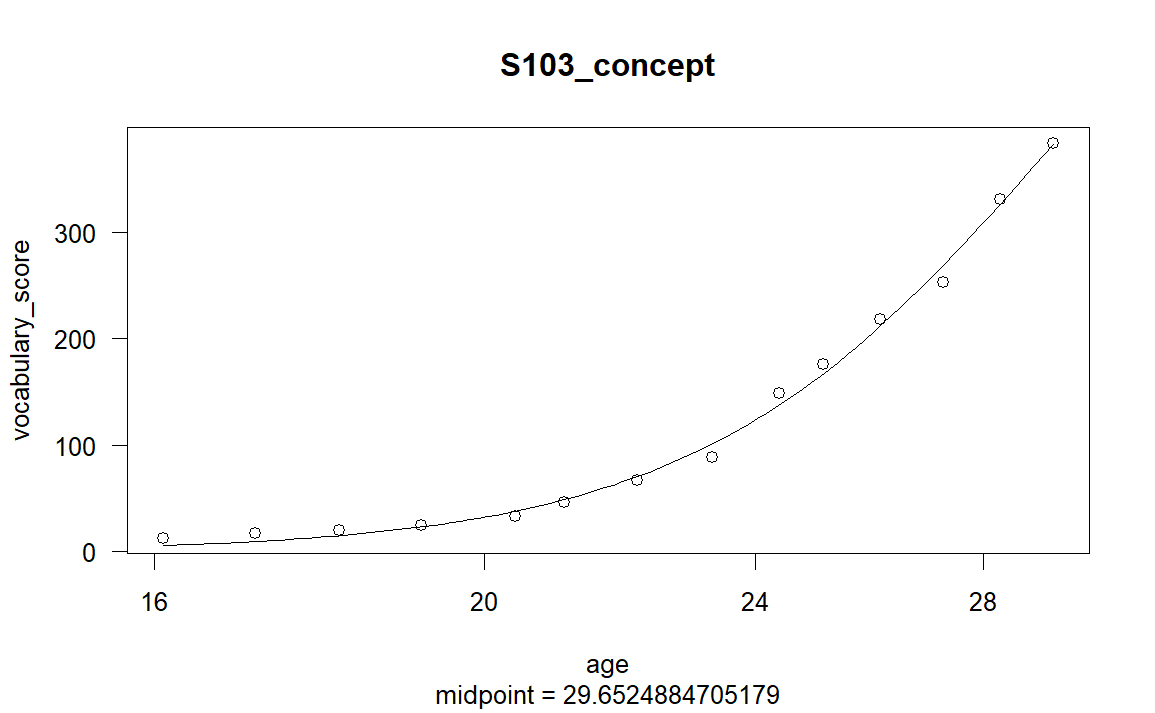 S103_concept
vocabulary_score
300
200
100
0
16 20 24 28
age
midpoint = 29.6524884705179